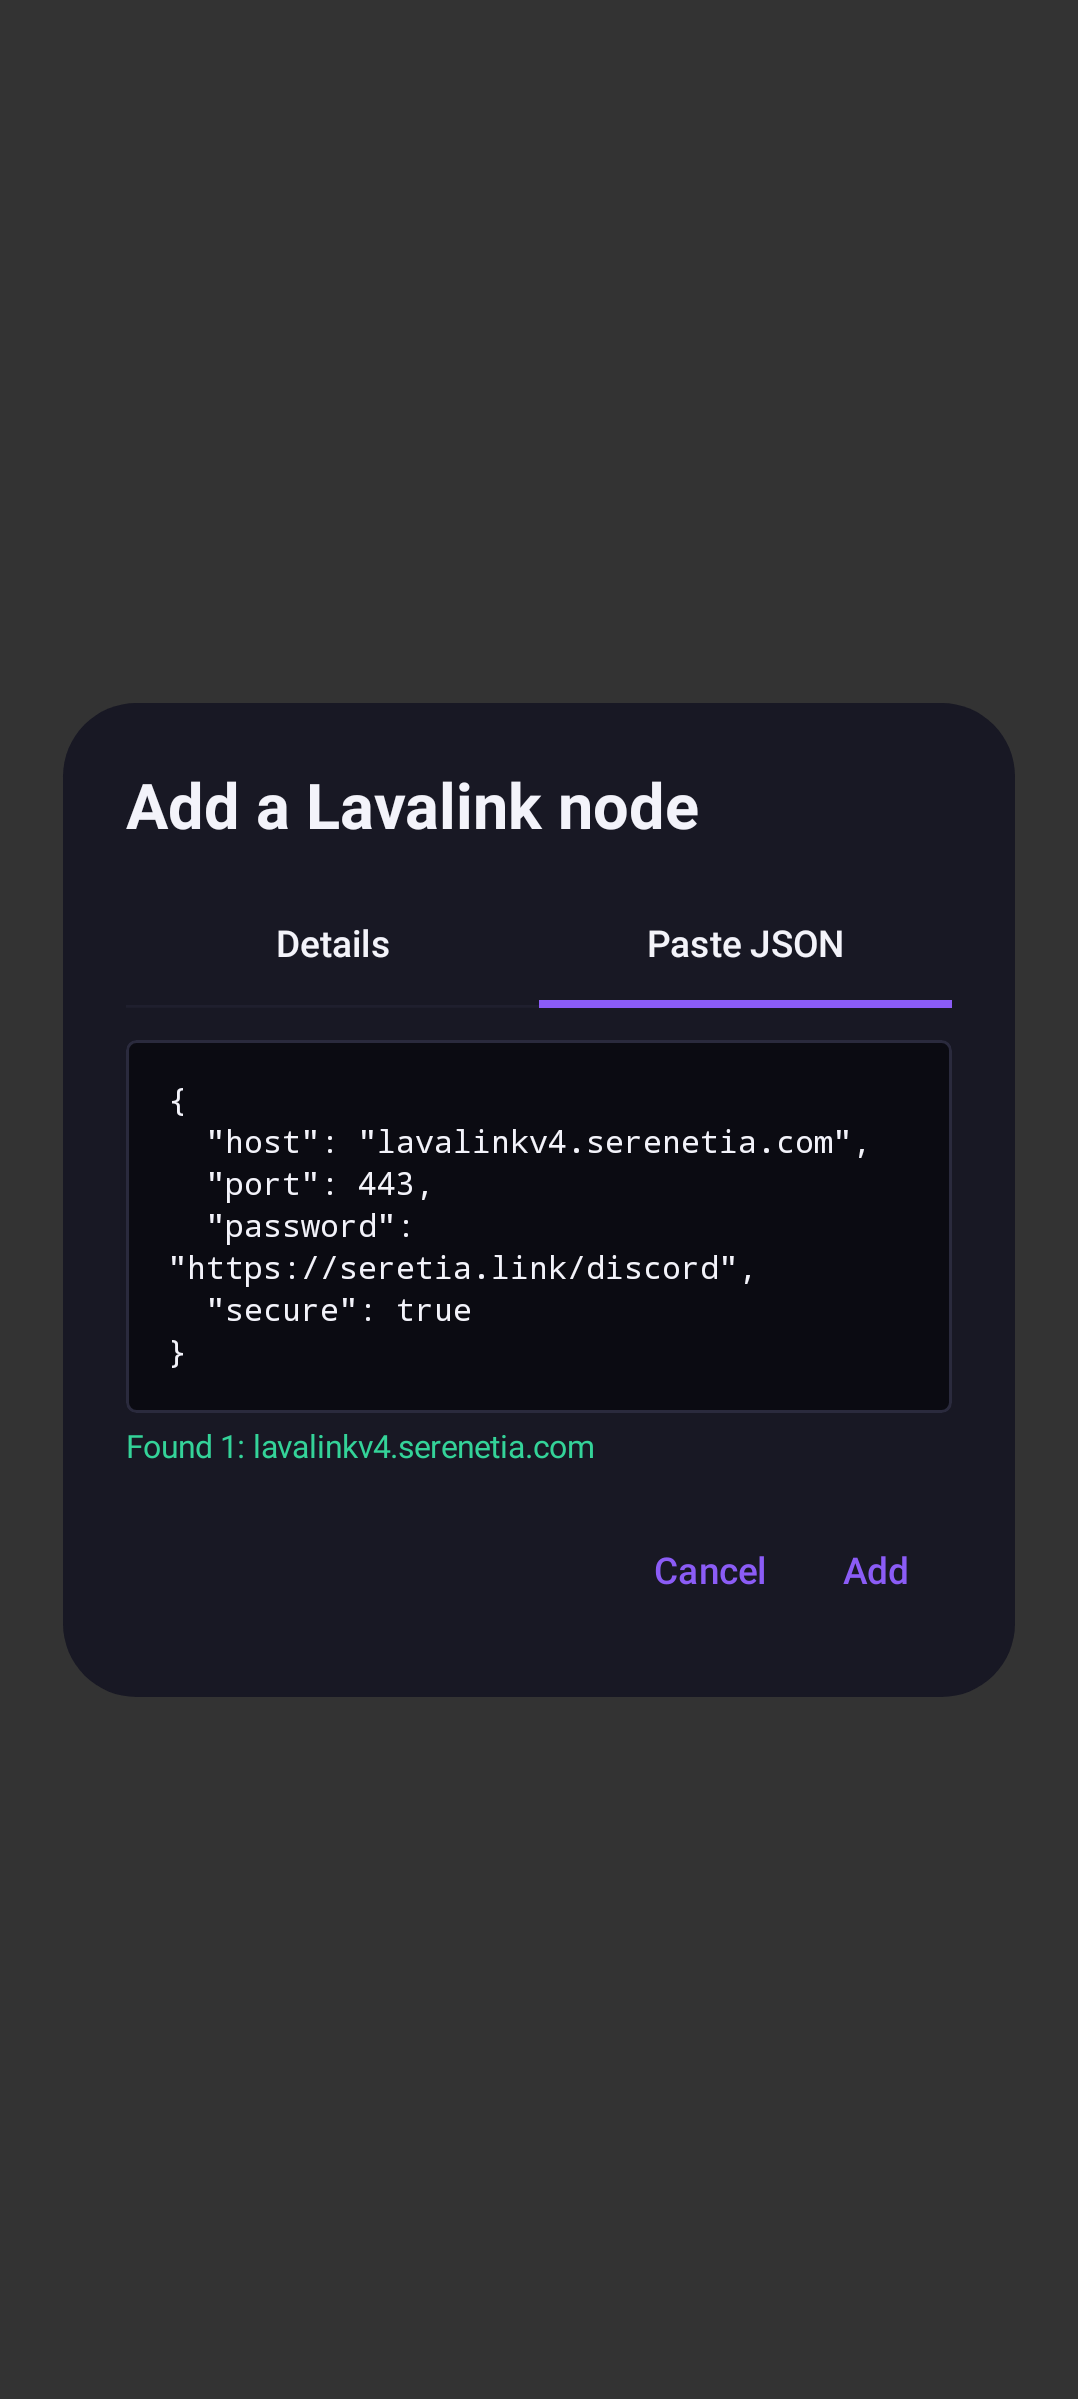 Add a Lavalink node
Details
Paste JSON
{
  "host": "lavalinkv4.serenetia.com",
  "port": 443,
  "password":
"https://seretia.link/discord",
  "secure": true
}
Found 1: lavalinkv4.serenetia.com
Cancel
Add